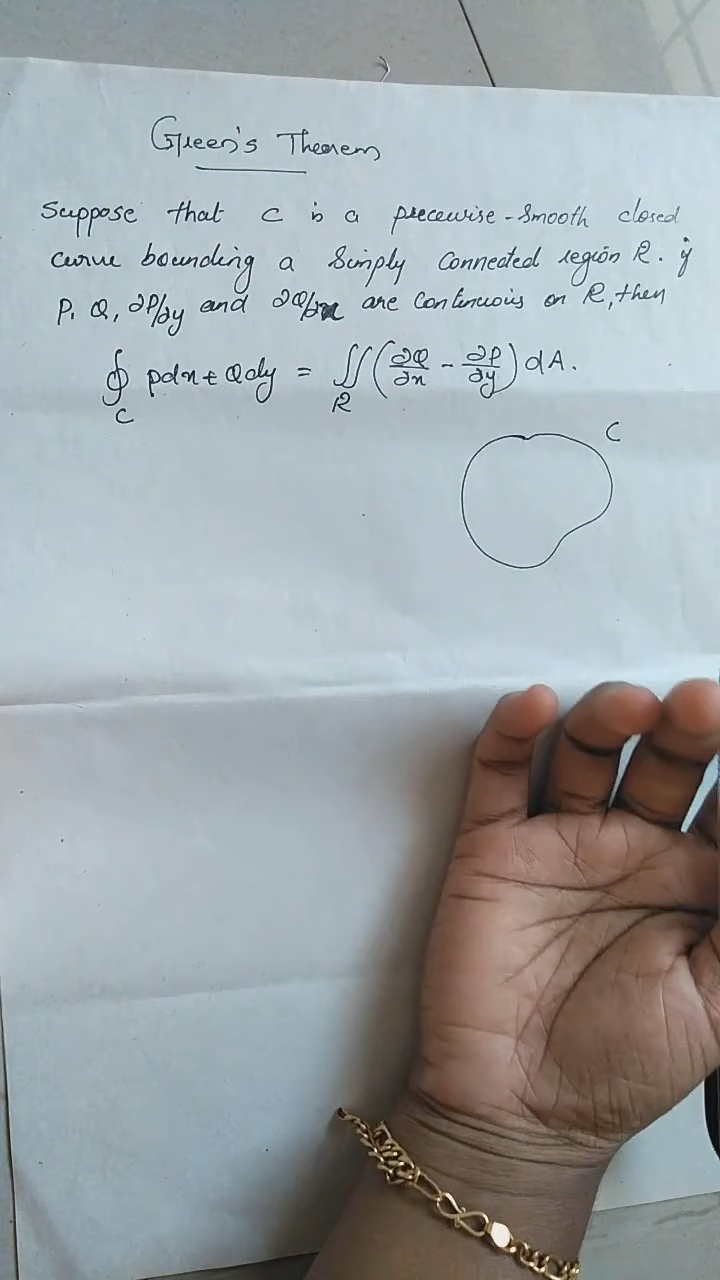 Green's Theorem
Suppose that C is a piecewise-smooth closed
curve bounding a simply connected region R. if
P, Q, ∂P/∂y and ∂Q/∂x are continuous on R, then
∮_C Pdx + Qdy = ∬_R (∂Q/∂x - ∂P/∂y) dA.
C